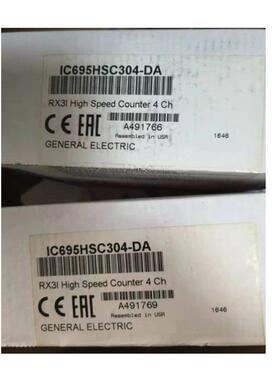 IC695HSC304-DA
RX3I High Speed Counter 4 Ch
CE EAC
A491766
Assembled in USA
1646
GENERAL ELECTRIC
IC695HSC304-DA
RX3I High Speed Counter 4 Ch
CE EAC
A491769
Assembled in USA
1646
GENERAL ELECTRIC